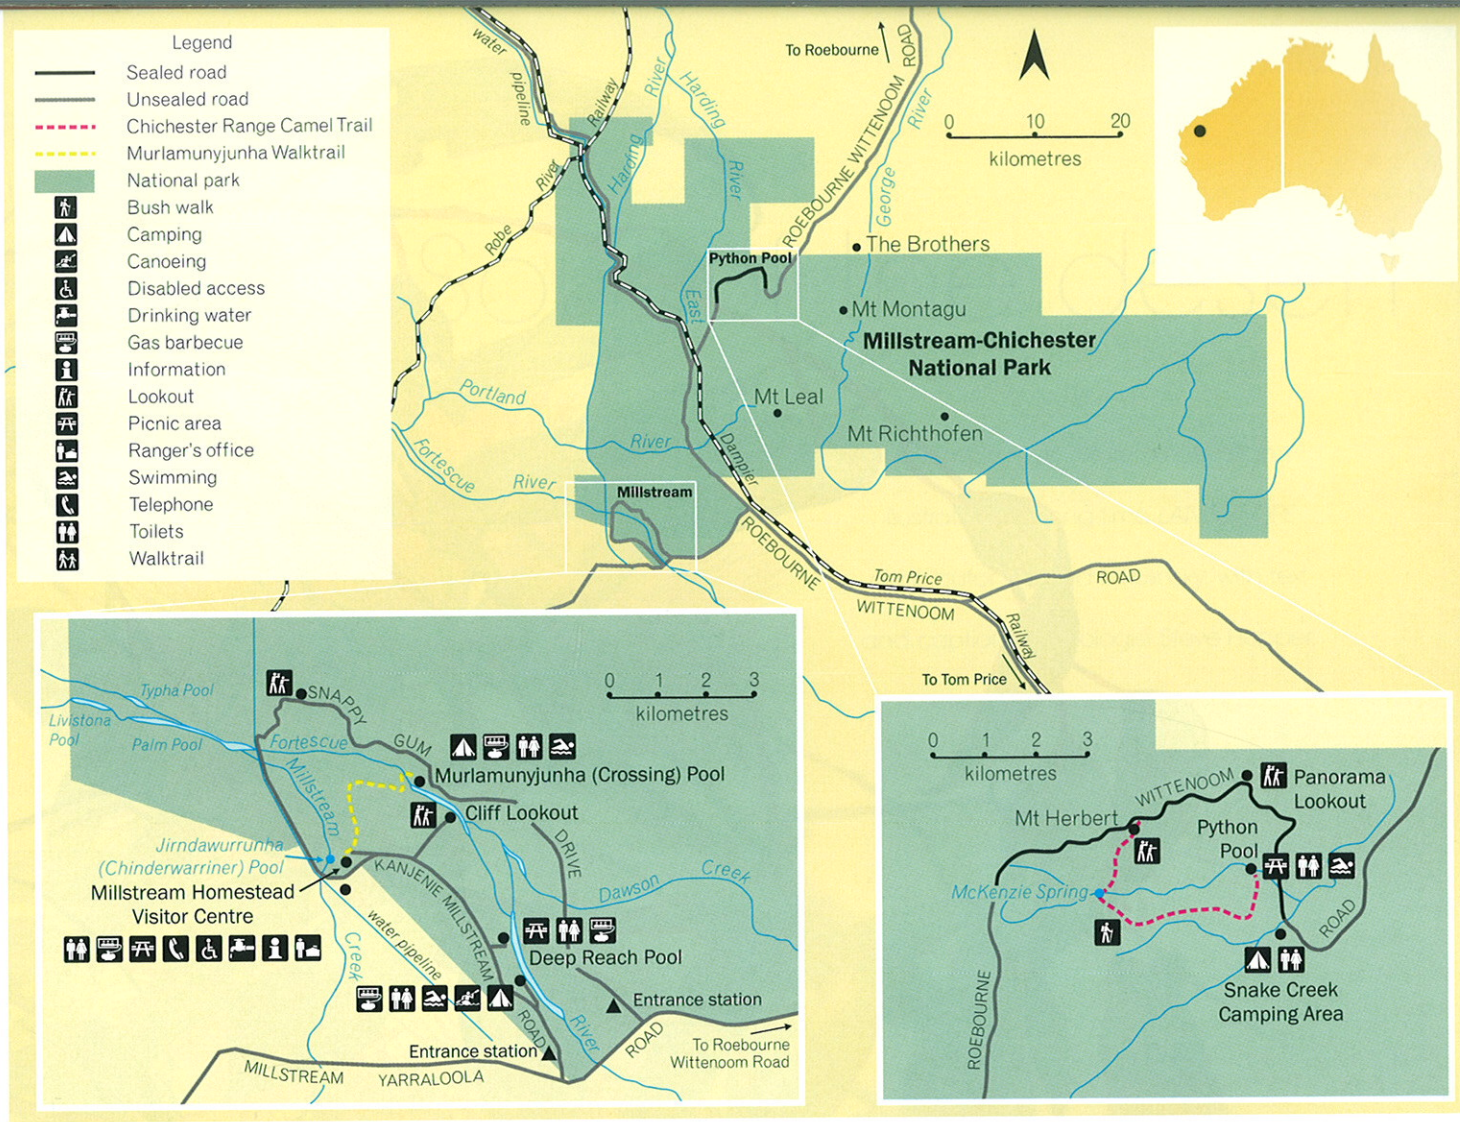 Legend
Sealed road
Unsealed road
Chichester Range Camel Trail
Murlamunyjunha Walktrail
National park
Bush walk
Camping
Canoeing
Disabled access
Drinking water
Gas barbecue
Information
Lookout
Picnic area
Ranger's office
Swimming
Telephone
Toilets
Walktrail
water
pipeline
Railway
River
Harding
River
Harding
River
East
To Roebourne
ROEBOURNE WITTENOOM ROAD
George
River
0 10 20
kilometres
Robe
River
Python Pool
The Brothers
Mt Montagu
Millstream-Chichester
National Park
Mt Leal
Mt Richthofen
Portland
River
Fortescue
River
Millstream
Dampier
ROEBOURNE
WITTENOOM
ROAD
Tom Price
Railway
To Tom Price
Typha Pool
Livistona
Pool
Palm Pool
SNAPPY
GUM
DRIVE
0 1 2 3
kilometres
Fortescue
Millstream
Murlamunyjunha (Crossing) Pool
Cliff Lookout
Jirndawurrunha
(Chinderwarriner) Pool
Millstream Homestead
Visitor Centre
KANJENIE MILLSTREAM
ROAD
Dawson
Creek
Creek
water pipeline
Deep Reach Pool
Entrance station
Entrance station
River
ROAD
To Roebourne
Wittenoom Road
MILLSTREAM
YARRALOOLA
0 1 2 3
kilometres
WITTENOOM
Panorama
Lookout
Mt Herbert
Python
Pool
McKenzie Spring
ROAD
ROEBOURNE
Snake Creek
Camping Area